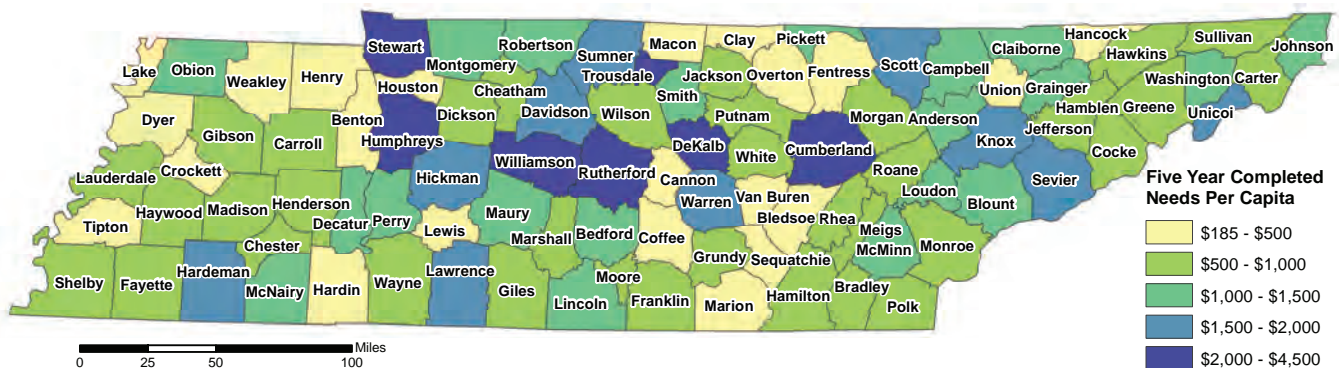 Stewart
Montgomery
Robertson
Sumner
Macon
Clay
Pickett
Scott
Claiborne
Hancock
Sullivan
Johnson
Lake
Obion
Weakley
Henry
Houston
Cheatham
Trousdale
Jackson
Overton
Fentress
Campbell
Union
Grainger
Hawkins
Washington
Carter
Dyer
Gibson
Carroll
Benton
Humphreys
Dickson
Davidson
Wilson
Smith
Putnam
Morgan
Anderson
Hamblen
Greene
Unicoi
Lauderdale
Crockett
Williamson
Rutherford
DeKalb
White
Cumberland
Roane
Knox
Jefferson
Cocke
Tipton
Haywood
Madison
Henderson
Decatur
Perry
Hickman
Lewis
Maury
Cannon
Warren
Van Buren
Bledsoe
Rhea
Loudon
Blount
Sevier
Shelby
Fayette
Hardeman
Chester
McNairy
Hardin
Wayne
Lawrence
Marshall
Giles
Bedford
Coffee
Moore
Lincoln
Franklin
Grundy
Sequatchie
Marion
Hamilton
Meigs
McMinn
Bradley
Monroe
Polk
Five Year Completed
Needs Per Capita
$185 - $500
$500 - $1,000
$1,000 - $1,500
$1,500 - $2,000
$2,000 - $4,500
Miles
0 25 50 100